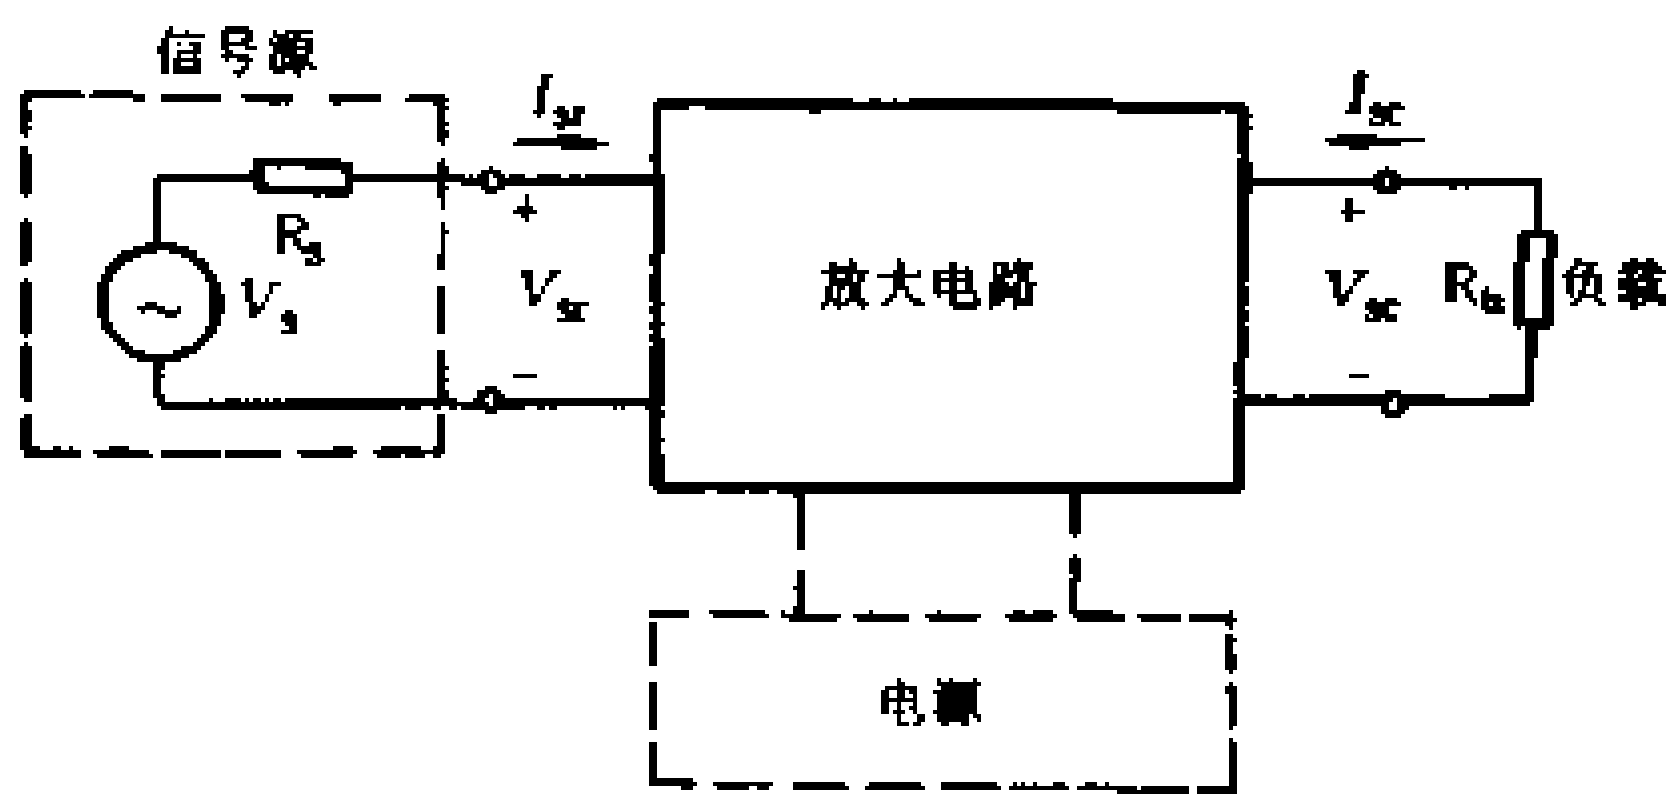 信号源
I_sr
I_sc
R_s
V_s
+
V_sr
−
放大电路
+
V_sc
−
R_fz
负载
电源